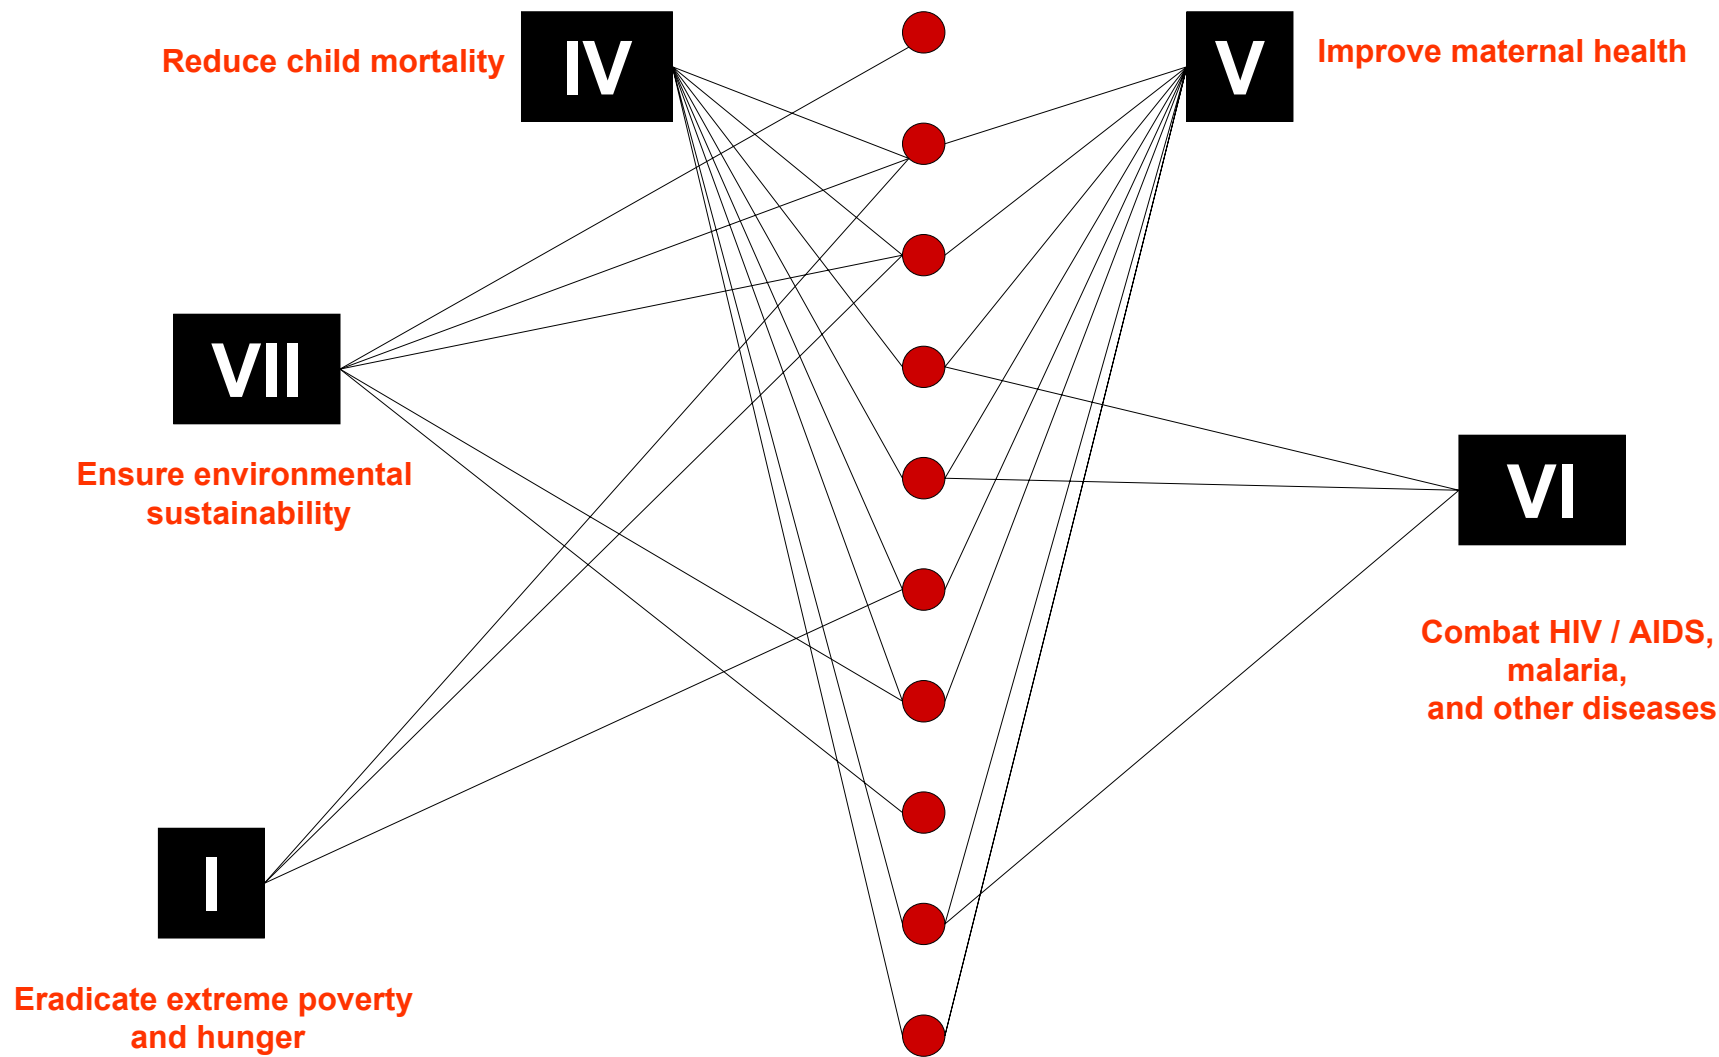 Reduce child mortality
IV
V
Improve maternal health
VII
Ensure environmental
sustainability
VI
Combat HIV / AIDS,
malaria,
and other diseases
I
Eradicate extreme poverty
and hunger